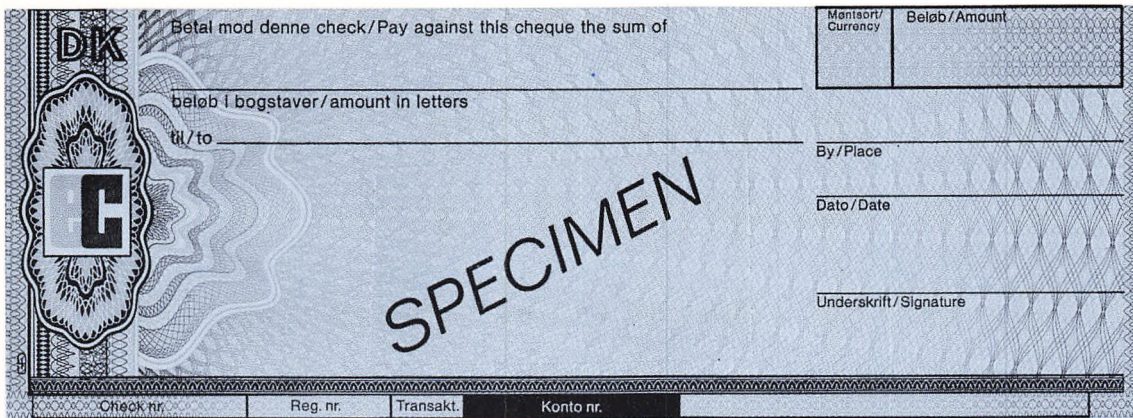 DK
Betal mod denne check/Pay against this cheque the sum of
Møntsort/
Currency
Beløb/Amount
beløb i bogstaver/amount in letters
til/to
By/Place
EC
Dato/Date
SPECIMEN
Underskrift/Signature
Check nr.
Reg. nr.
Transakt.
Konto nr.